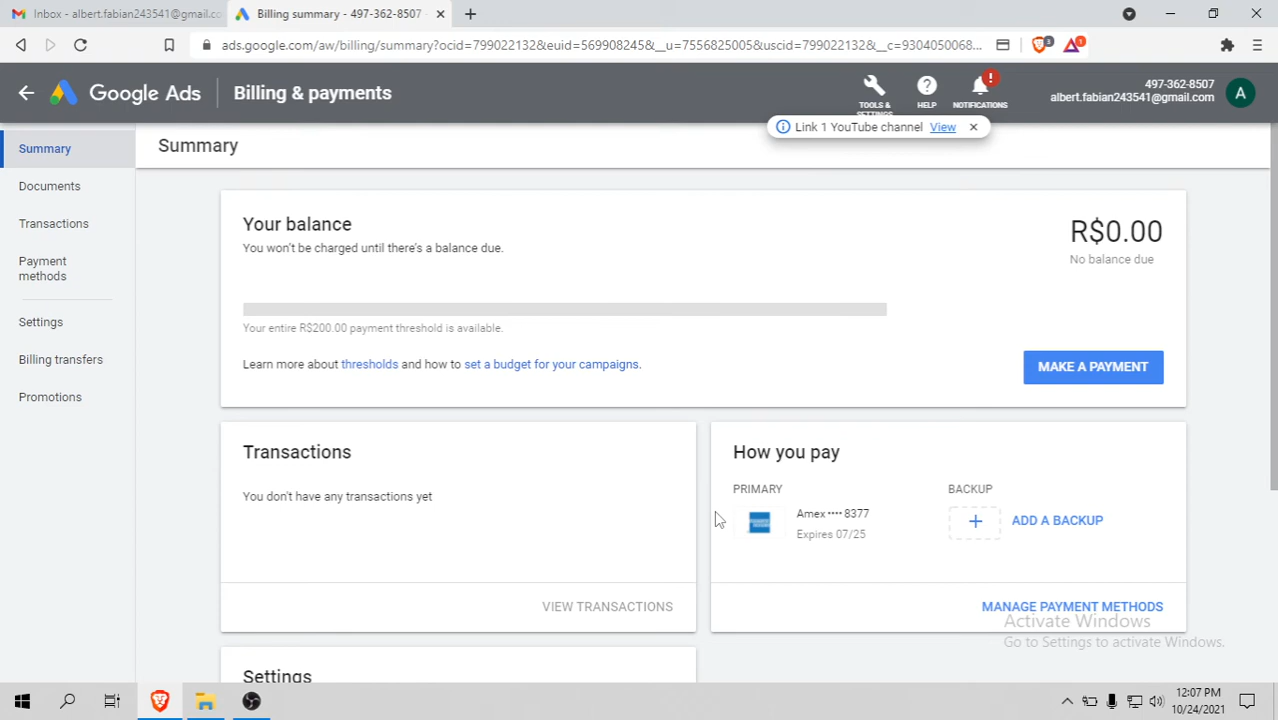 Inbox - albert.fabian243541@gmail.co
Billing summary - 497-362-8507 -
ads.google.com/aw/billing/summary?ocid=799022132&euid=569908245&__u=7556825005&uscid=799022132&__c=9304050068...
3
1
Google Ads
Billing & payments
TOOLS &
SETTINGS
HELP
!
NOTIFICATIONS
497-362-8507
albert.fabian243541@gmail.com
A
Link 1 YouTube channel View
Summary
Documents
Transactions
Payment
methods
Settings
Billing transfers
Promotions
Summary
Your balance
You won't be charged until there's a balance due.
R$0.00
No balance due
Your entire R$200.00 payment threshold is available.
Learn more about thresholds and how to set a budget for your campaigns.
MAKE A PAYMENT
Transactions
You don't have any transactions yet
VIEW TRANSACTIONS
How you pay
PRIMARY
Amex •••• 8377
Expires 07/25
BACKUP
ADD A BACKUP
MANAGE PAYMENT METHODS
Settings
Activate Windows
Go to Settings to activate Windows.
12:07 PM
10/24/2021